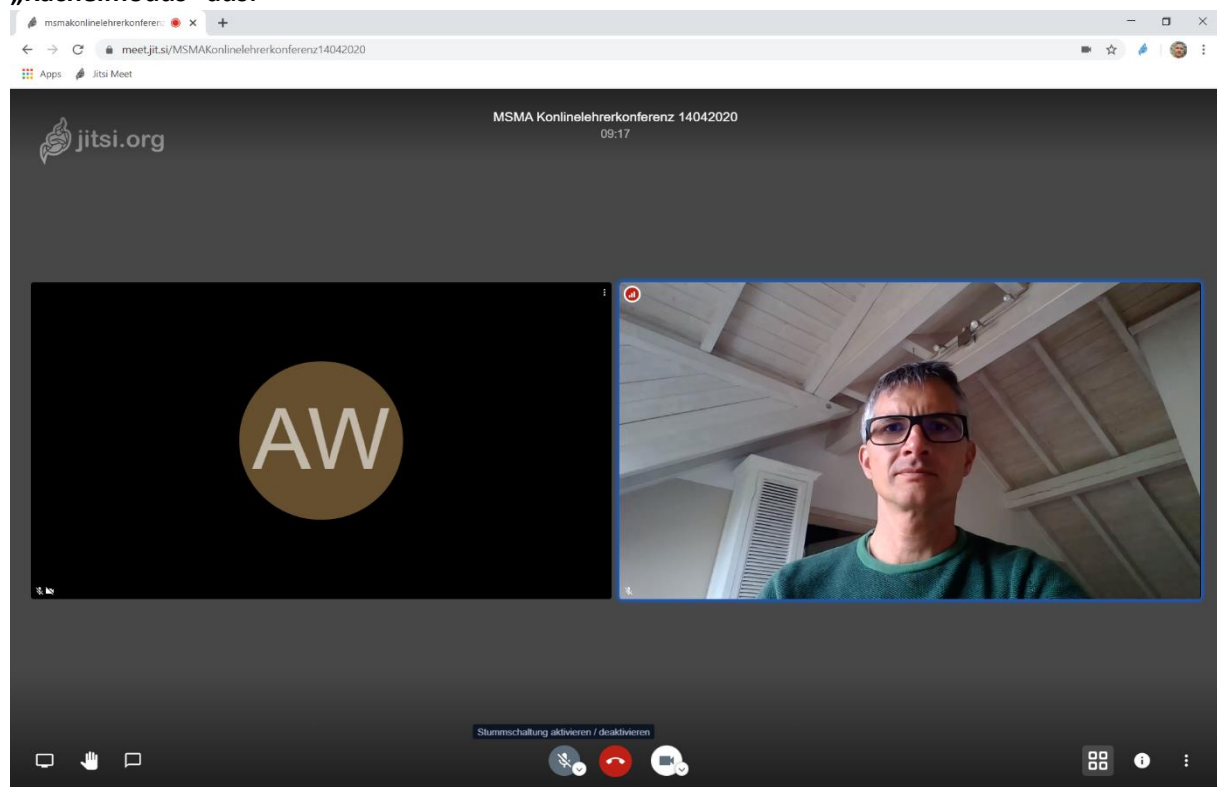 „Kachelmodus“ aus.
msmakonlinelehrerkonferenz
meet.jit.si/MSMAKonlinelehrerkonferenz14042020
Apps
Jitsi Meet
jitsi.org
MSMA Konlinelehrerkonferenz 14042020
09:17
AW
Stummschaltung aktivieren / deaktivieren